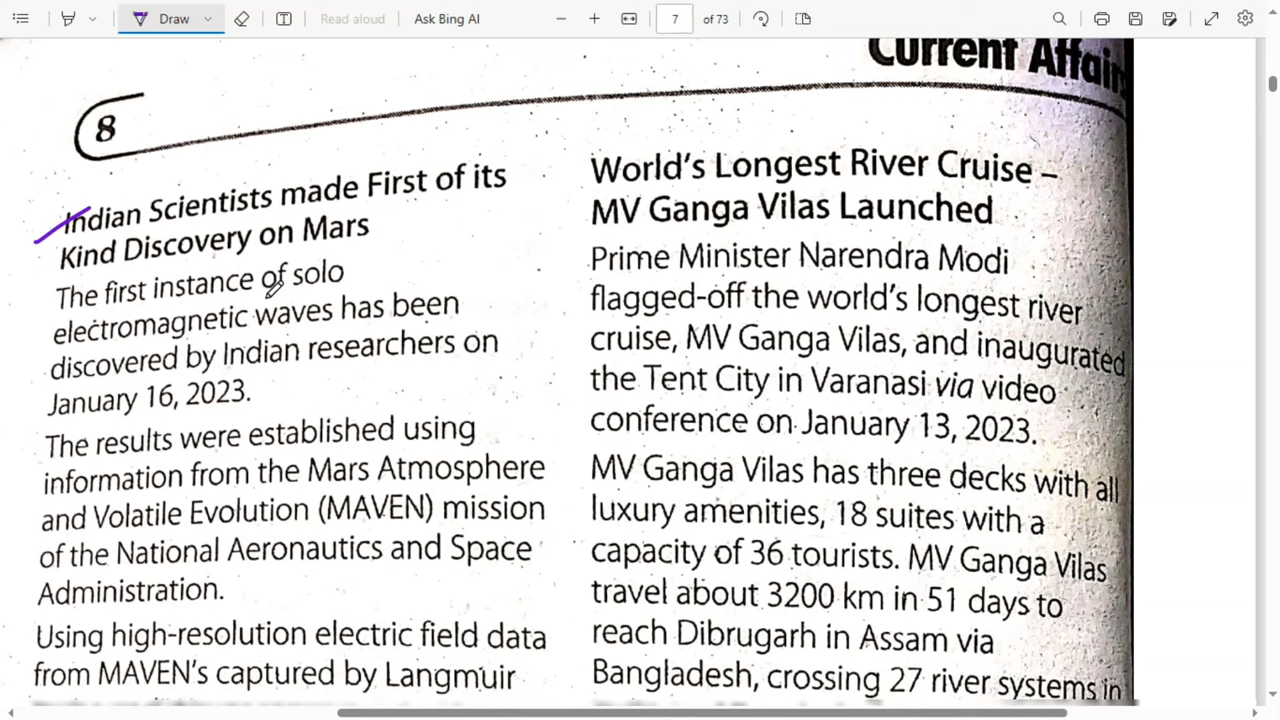 Draw
Read aloud
Ask Bing AI
7
of 73
Current Affair
8
Indian Scientists made First of its
Kind Discovery on Mars
The first instance of solo
electromagnetic waves has been
discovered by Indian researchers on
January 16, 2023.
The results were established using
information from the Mars Atmosphere
and Volatile Evolution (MAVEN) mission
of the National Aeronautics and Space
Administration.
Using high-resolution electric field data
from MAVEN's captured by Langmuir
World's Longest River Cruise –
MV Ganga Vilas Launched
Prime Minister Narendra Modi
flagged-off the world's longest river
cruise, MV Ganga Vilas, and inaugurated
the Tent City in Varanasi via video
conference on January 13, 2023.
MV Ganga Vilas has three decks with all
luxury amenities, 18 suites with a
capacity of 36 tourists. MV Ganga Vilas
travel about 3200 km in 51 days to
reach Dibrugarh in Assam via
Bangladesh, crossing 27 river systems in